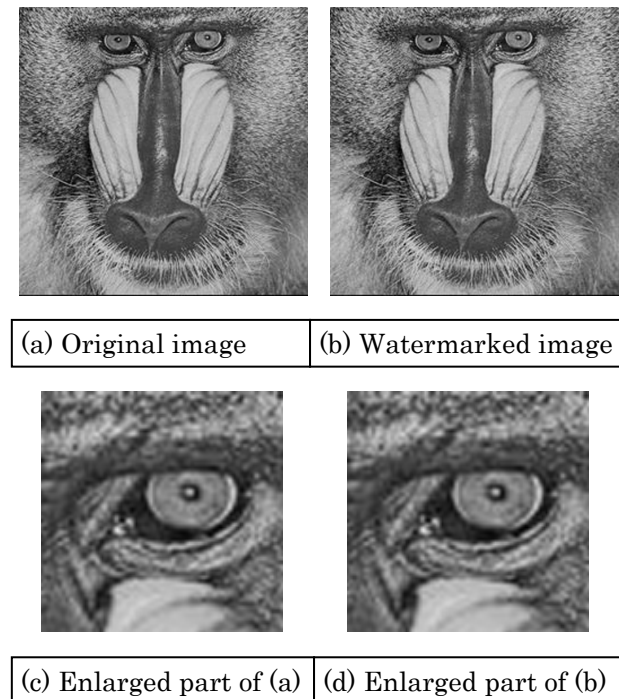 (a) Original image
(b) Watermarked image
(c) Enlarged part of (a)
(d) Enlarged part of (b)